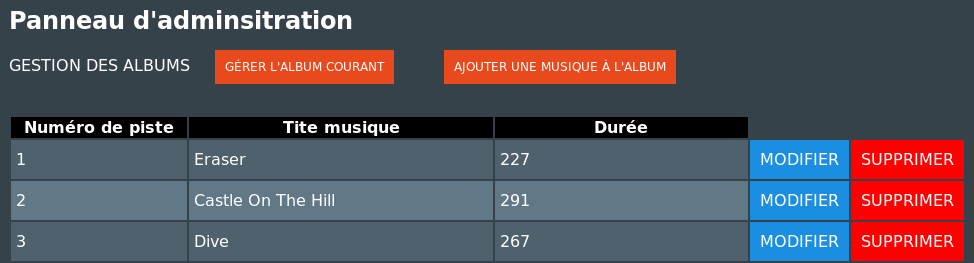 Panneau d'adminsitration
GESTION DES ALBUMS GÉRER L'ALBUM COURANT AJOUTER UNE MUSIQUE À L'ALBUM
Numéro de piste Tite musique Durée
1 Eraser 227 MODIFIER SUPPRIMER
2 Castle On The Hill 291 MODIFIER SUPPRIMER
3 Dive 267 MODIFIER SUPPRIMER